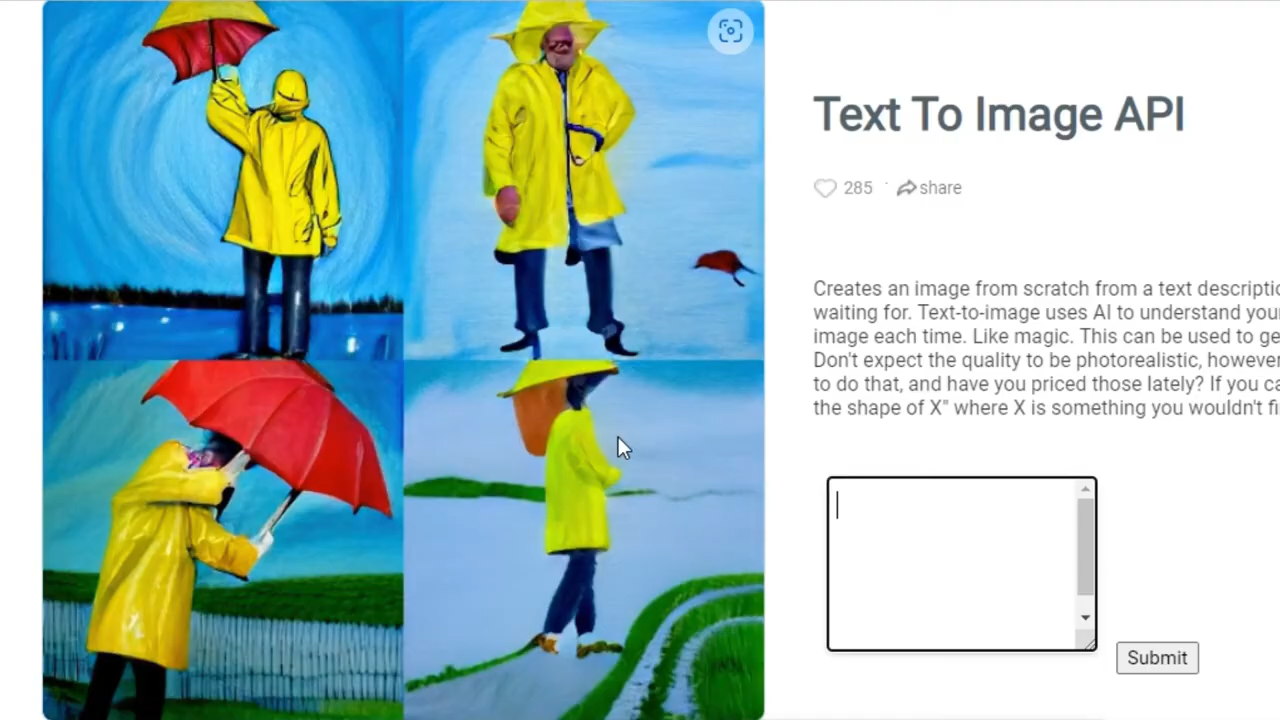 Text To Image API
285 · share
Creates an image from scratch from a text descriptio
waiting for. Text-to-image uses AI to understand your
image each time. Like magic. This can be used to ge
Don't expect the quality to be photorealistic, however
to do that, and have you priced those lately? If you ca
the shape of X" where X is something you wouldn't fi
Submit